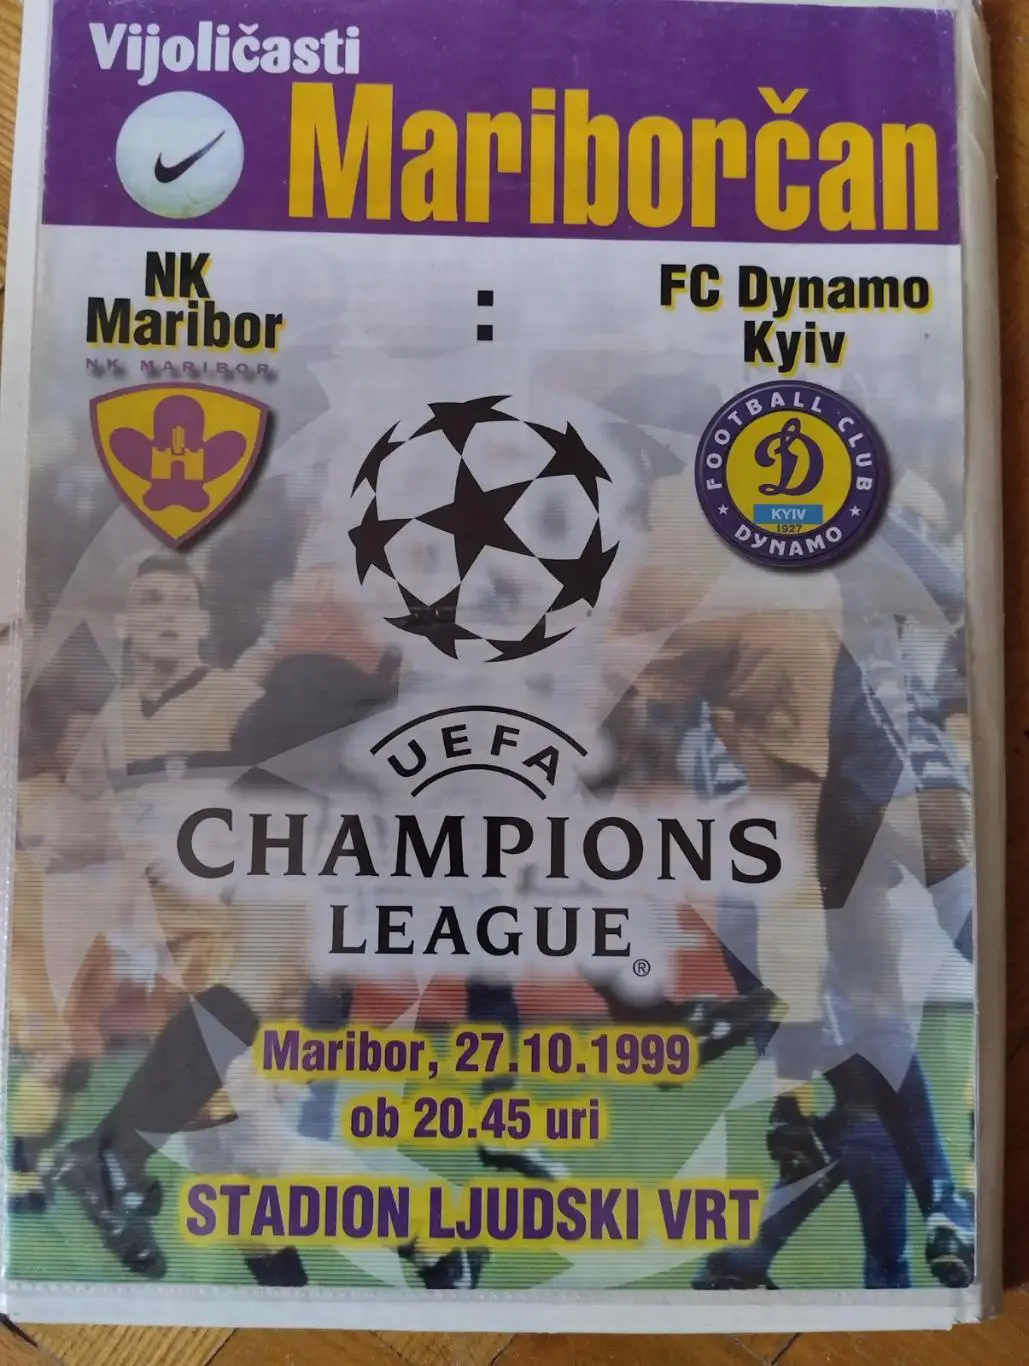 Vijoličasti
Mariborčan
NK
Maribor
NK MARIBOR
:
FC Dynamo
Kyiv
FOOTBALL CLUB
D
KYIV
1927
DYNAMO
UEFA
CHAMPIONS
LEAGUE®
Maribor, 27.10.1999
ob 20.45 uri
STADION LJUDSKI VRT